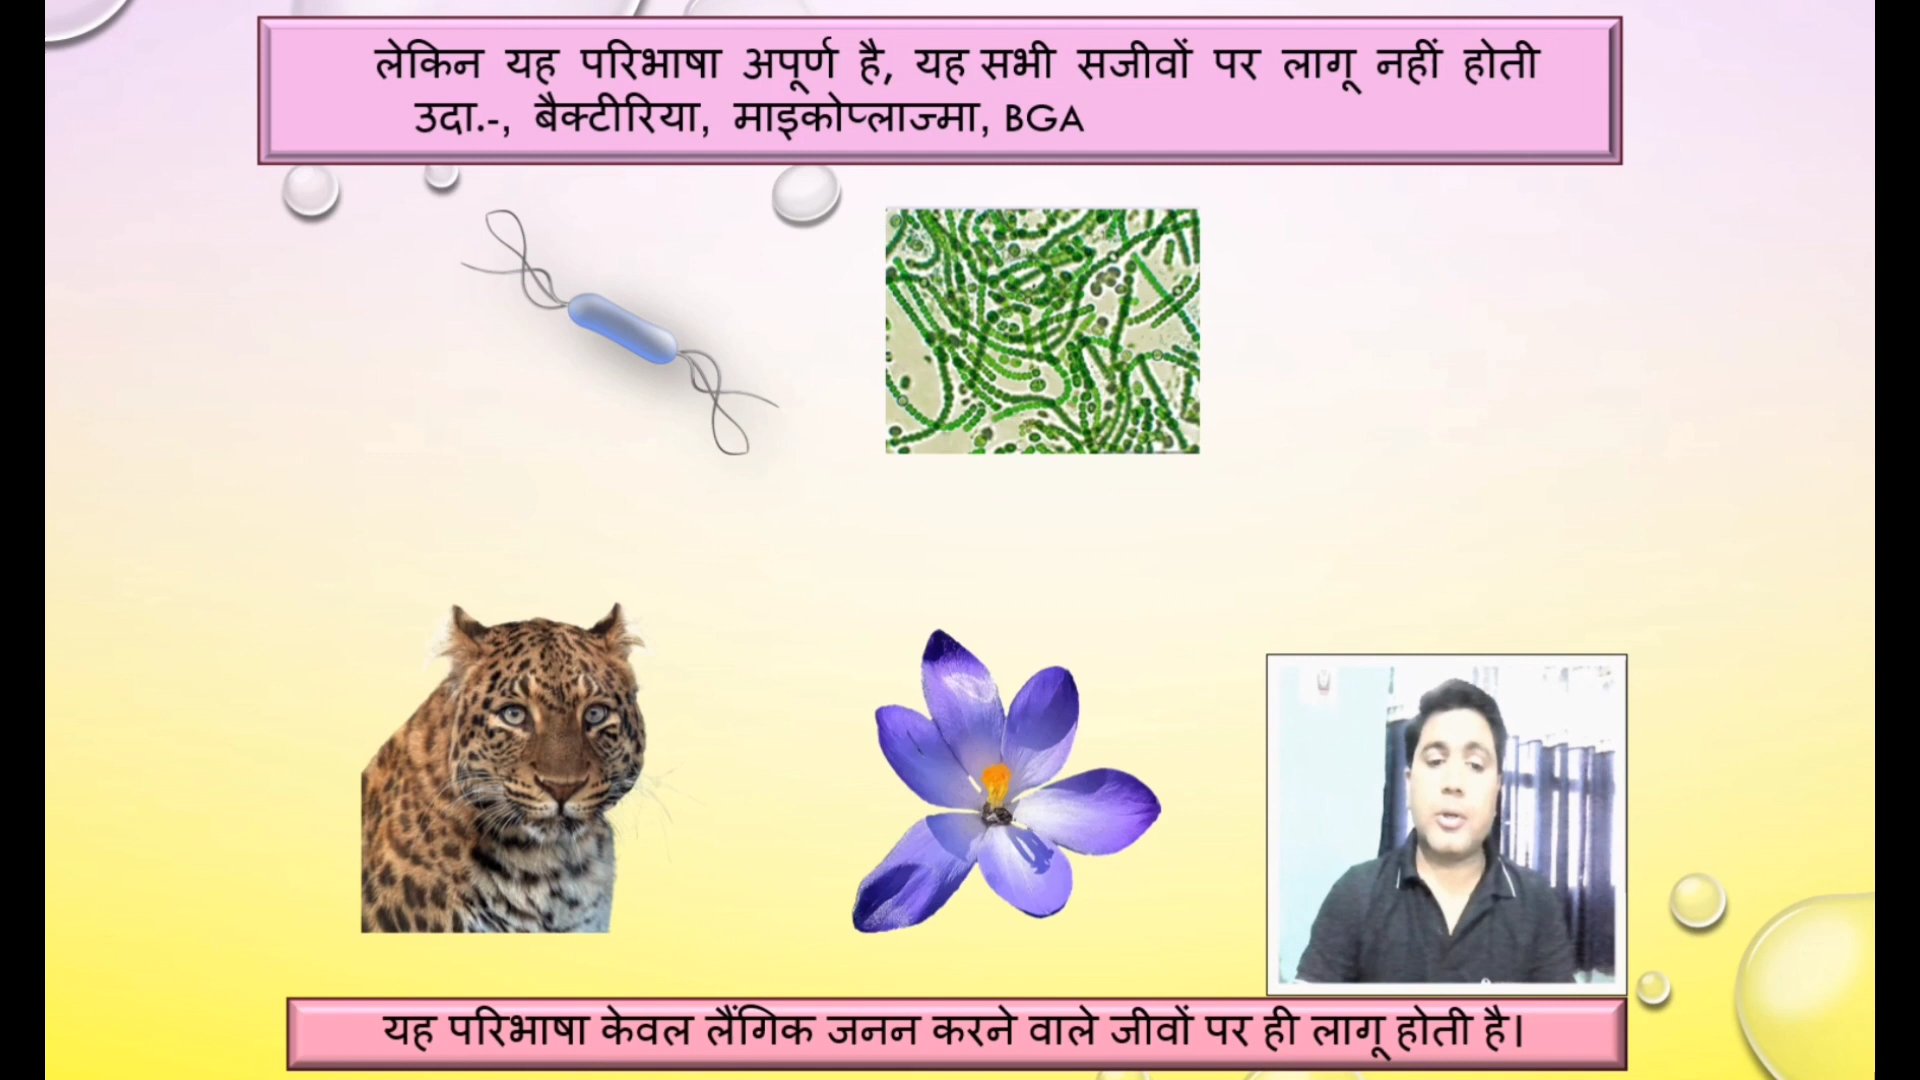 लेकिन यह परिभाषा अपूर्ण है, यह सभी सजीवों पर लागू नहीं होती
उदा.-, बैक्टीरिया, माइकोप्लाज्मा, BGA
यह परिभाषा केवल लैंगिक जनन करने वाले जीवों पर ही लागू होती है।